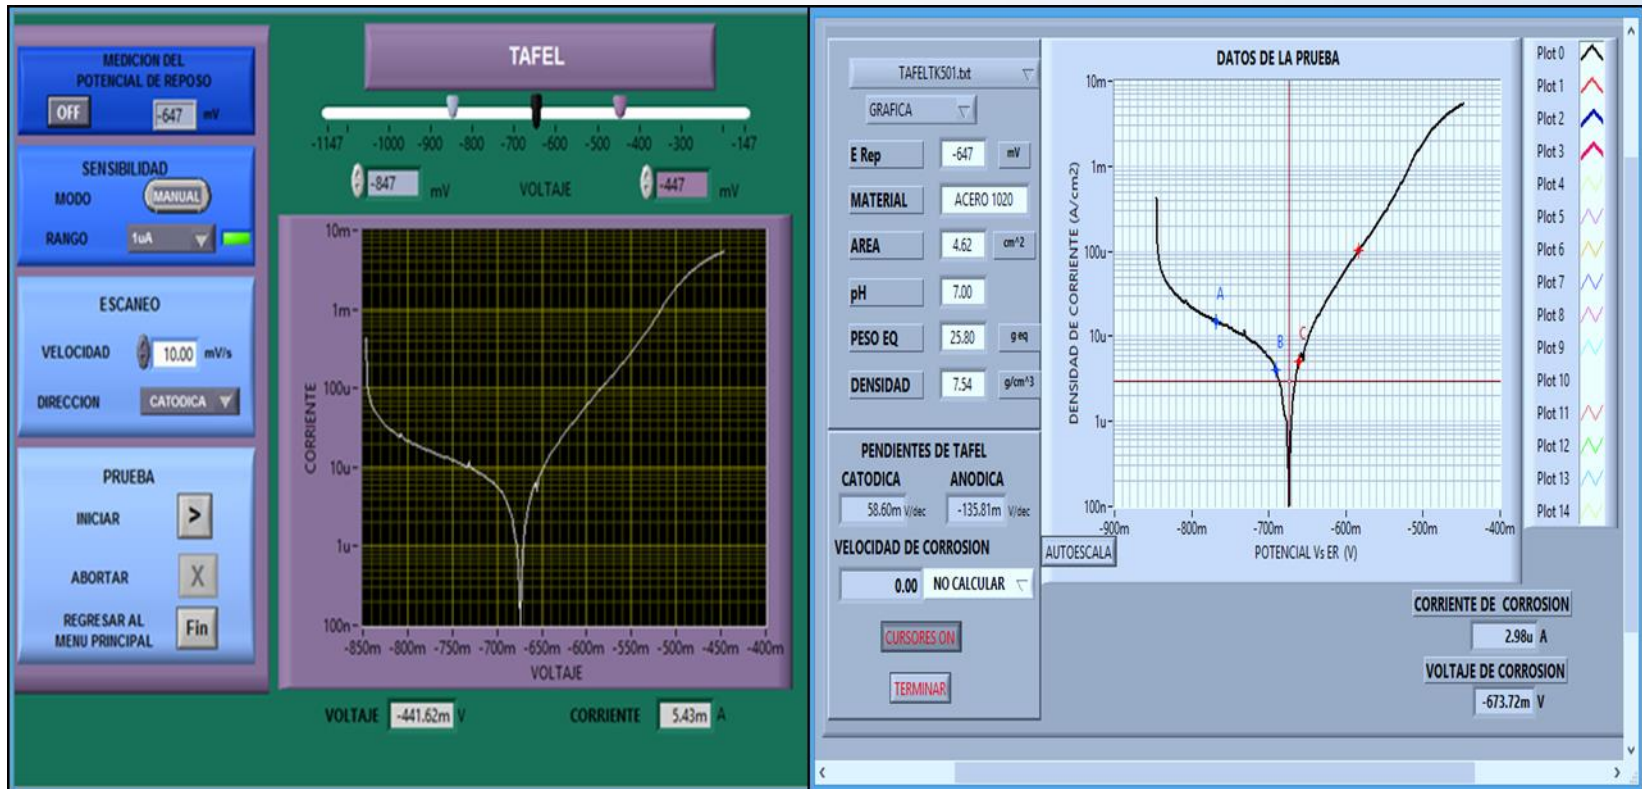 MEDICION DEL
POTENCIAL DE REPOSO
OFF
-647 mV
SENSIBILIDAD
MODO MANUAL
RANGO 1uA
ESCANEO
VELOCIDAD 10.00 mV/s
DIRECCION CATODICA
PRUEBA
INICIAR >
ABORTAR X
REGRESAR AL
MENU PRINCIPAL Fin
TAFEL
-1147 -1000 -900 -800 -700 -600 -500 -400 -300 -147
-847 mV VOLTAJE -447 mV
10m-
1m-
100u-
10u-
1u-
100n-
CORRIENTE
-850m -800m -750m -700m -650m -600m -550m -500m -450m -400m
VOLTAJE
VOLTAJE -441.62m V CORRIENTE 5.43m A
TAFELTK501.txt
GRAFICA
E Rep -647 mV
MATERIAL ACERO 1020
AREA 4.62 cm^2
pH 7.00
PESO EQ 25.80 g eq
DENSIDAD 7.54 g/cm^3
PENDIENTES DE TAFEL
CATODICA ANODICA
58.60m V/dec -135.81m V/dec
VELOCIDAD DE CORROSION
0.00 NO CALCULAR
CURSORES ON
TERMINAR
DATOS DE LA PRUEBA
10m-
1m-
100u-
10u-
1u-
100n-
DENSIDAD DE CORRIENTE (A/cm2)
A
B
C
-900m -800m -700m -600m -500m -400m
POTENCIAL Vs ER (V)
AUTOESCALA
Plot 0
Plot 1
Plot 2
Plot 3
Plot 4
Plot 5
Plot 6
Plot 7
Plot 8
Plot 9
Plot 10
Plot 11
Plot 12
Plot 13
Plot 14
CORRIENTE DE CORROSION
2.98u A
VOLTAJE DE CORROSION
-673.72m V